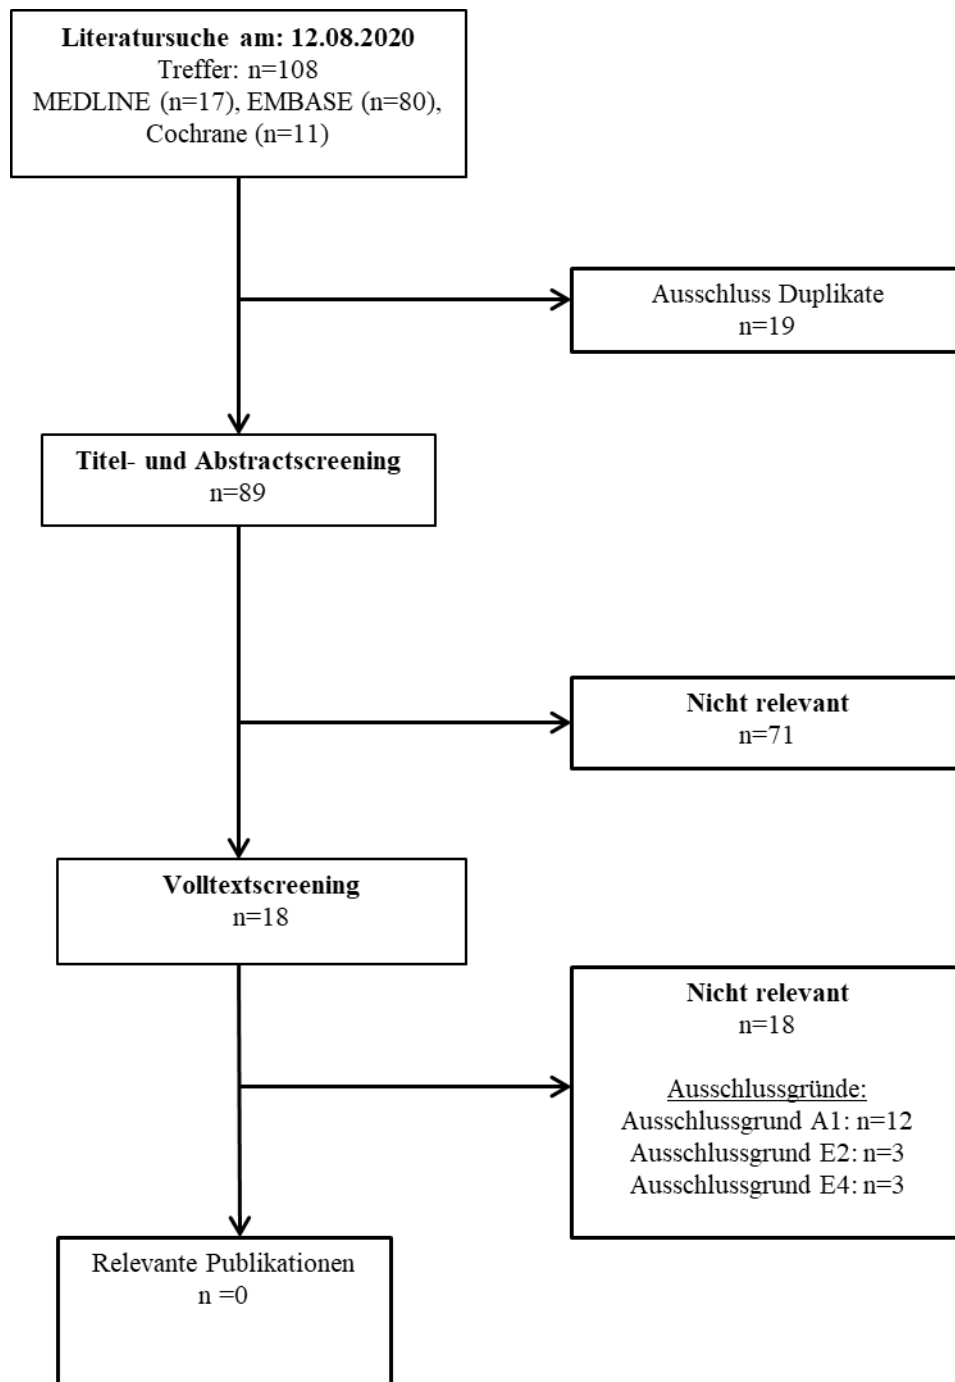 Literatursuche am: 12.08.2020
Treffer: n=108
MEDLINE (n=17), EMBASE (n=80),
Cochrane (n=11)
Ausschluss Duplikate
n=19
Titel- und Abstractscreening
n=89
Nicht relevant
n=71
Volltextscreening
n=18
Nicht relevant
n=18
Ausschlussgründe:
Ausschlussgrund A1: n=12
Ausschlussgrund E2: n=3
Ausschlussgrund E4: n=3
Relevante Publikationen
n =0